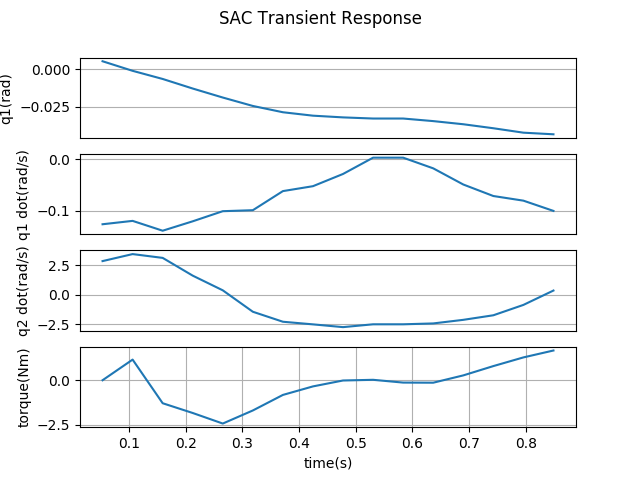 SAC Transient Response
0.000
−0.025
q1(rad)
0.0
−0.1
q1 dot(rad/s)
2.5
0.0
−2.5
q2 dot(rad/s)
0.0
−2.5
torque(Nm)
0.1 0.2 0.3 0.4 0.5 0.6 0.7 0.8
time(s)